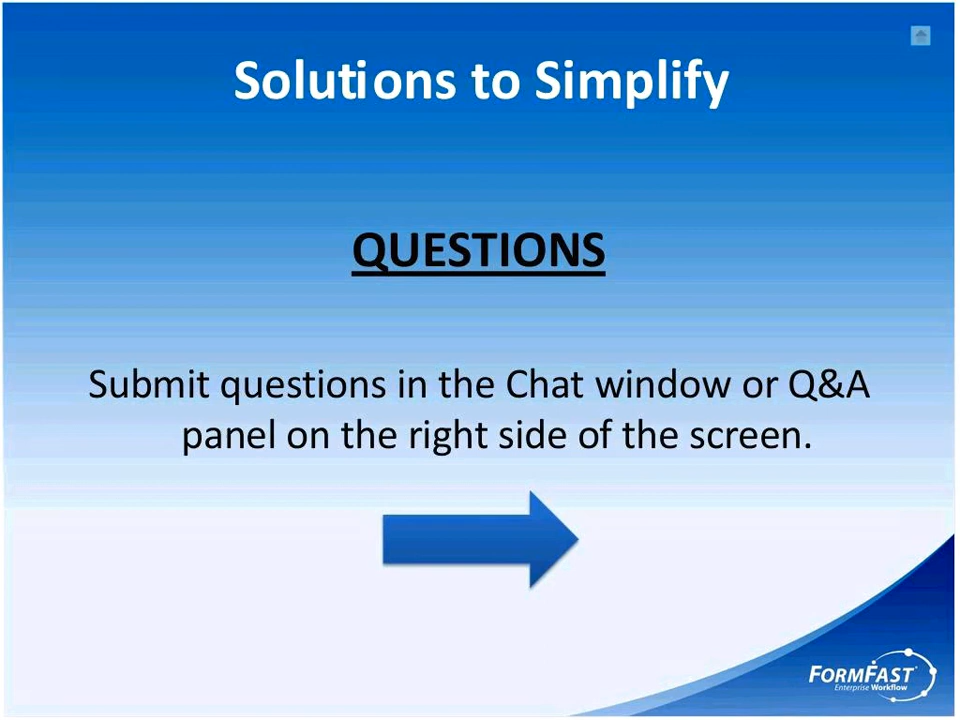 Solutions to Simplify
QUESTIONS
Submit questions in the Chat window or Q&A
panel on the right side of the screen.
FORMFAST
Enterprise Workflow